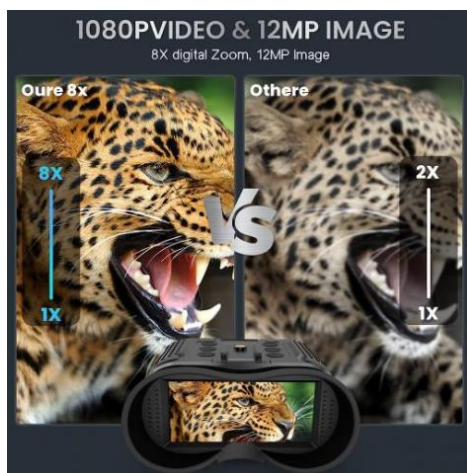 1080PVIDEO & 12MP IMAGE
8X digital Zoom, 12MP Image
Oure 8x
Othere
8X
2X
VS
1X
1X